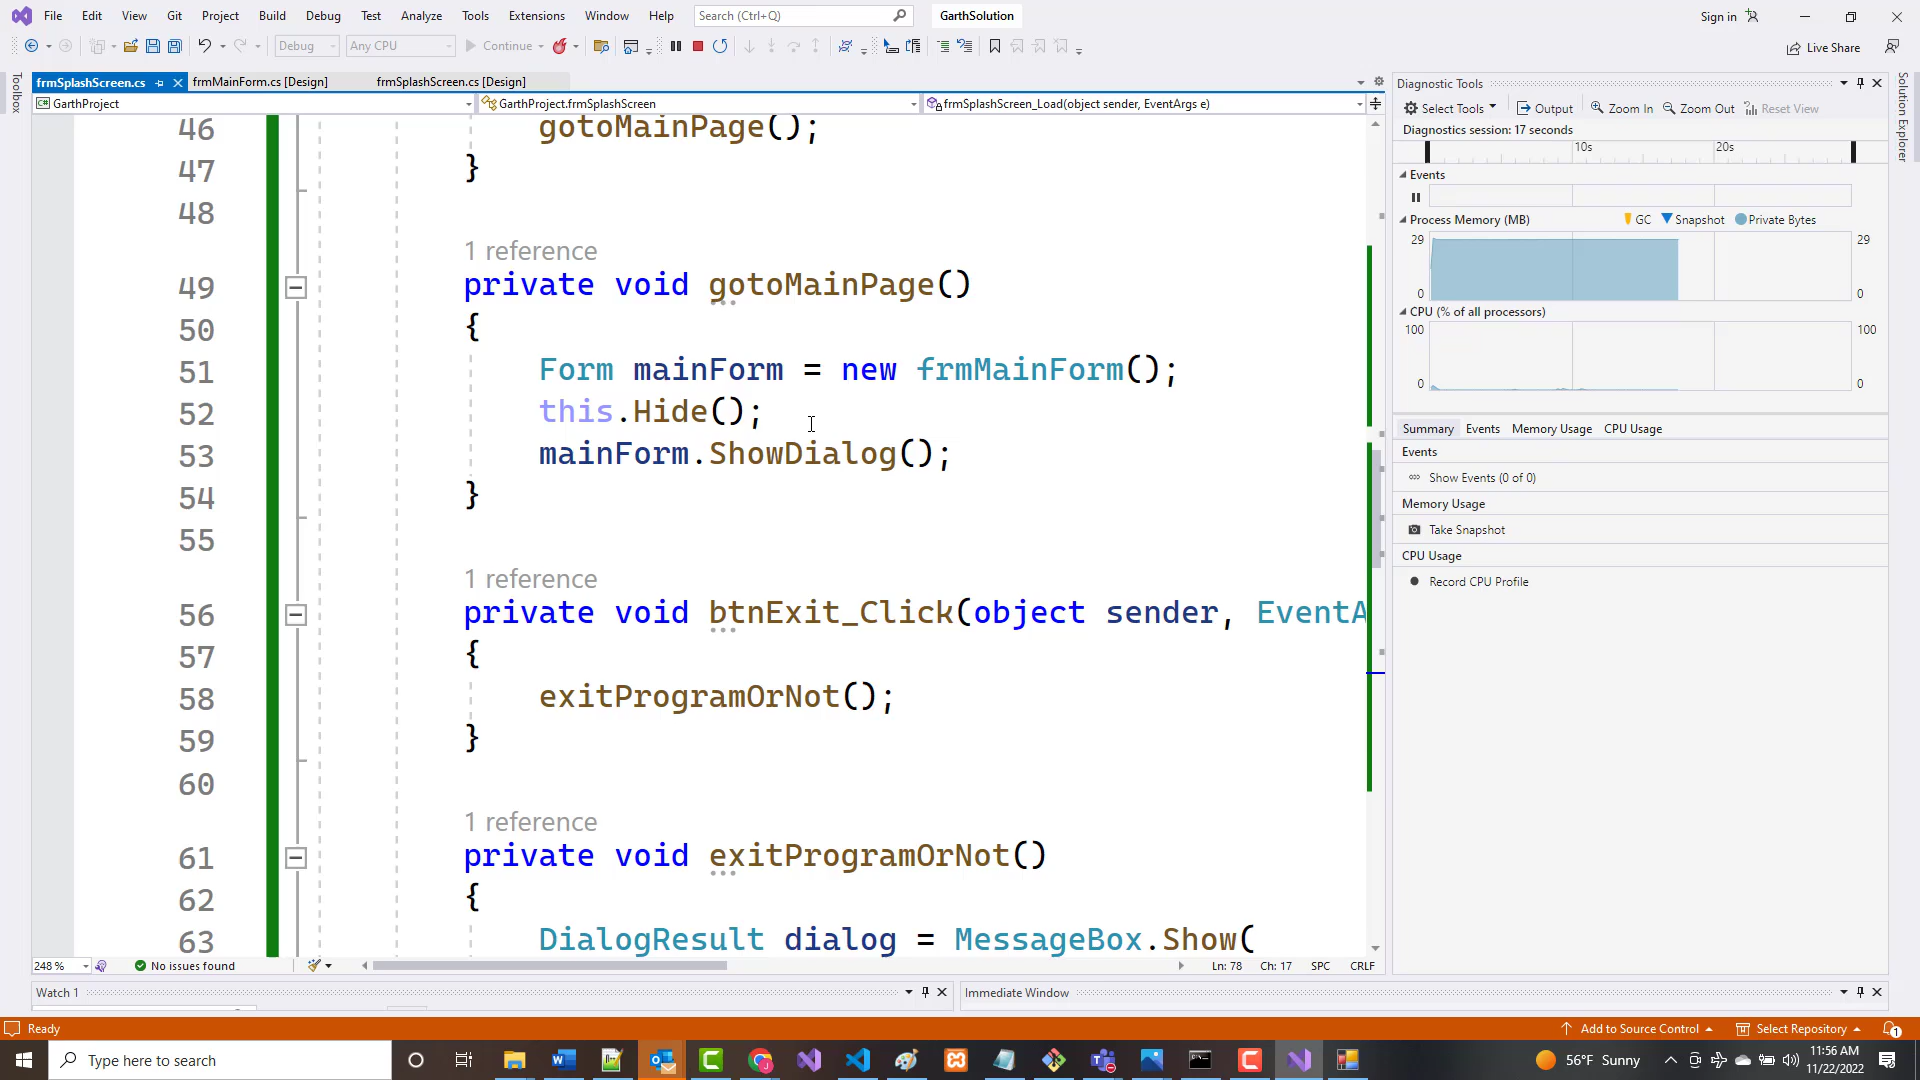 File Edit View Git Project Build Debug Test Analyze Tools Extensions Window Help Search (Ctrl+Q) GarthSolution Sign in
Debug Any CPU Continue Live Share
frmSplashScreen.cs frmMainForm.cs [Design] frmSplashScreen.cs [Design]
GarthProject GarthProject.frmSplashScreen frmSplashScreen_Load(object sender, EventArgs e)
Toolbox
46 gotoMainPage();
47 }
48
1 reference
49 private void gotoMainPage()
50 {
51 Form mainForm = new frmMainForm();
52 this.Hide();
53 mainForm.ShowDialog();
54 }
55
1 reference
56 private void btnExit_Click(object sender, EventA
57 {
58 exitProgramOrNot();
59 }
60
1 reference
61 private void exitProgramOrNot()
62 {
63 DialogResult dialog = MessageBox.Show(
248 % No issues found Ln: 78 Ch: 17 SPC CRLF
Watch 1 Immediate Window
Diagnostic Tools
Select Tools Output Zoom In Zoom Out Reset View
Diagnostics session: 17 seconds
10s 20s
Events
Process Memory (MB) GC Snapshot Private Bytes
29 29
0 0
CPU (% of all processors)
100 100
0 0
Summary Events Memory Usage CPU Usage
Events
Show Events (0 of 0)
Memory Usage
Take Snapshot
CPU Usage
Record CPU Profile
Solution Explorer
Ready Add to Source Control Select Repository 1
Type here to search 56°F Sunny 11:56 AM
11/22/2022